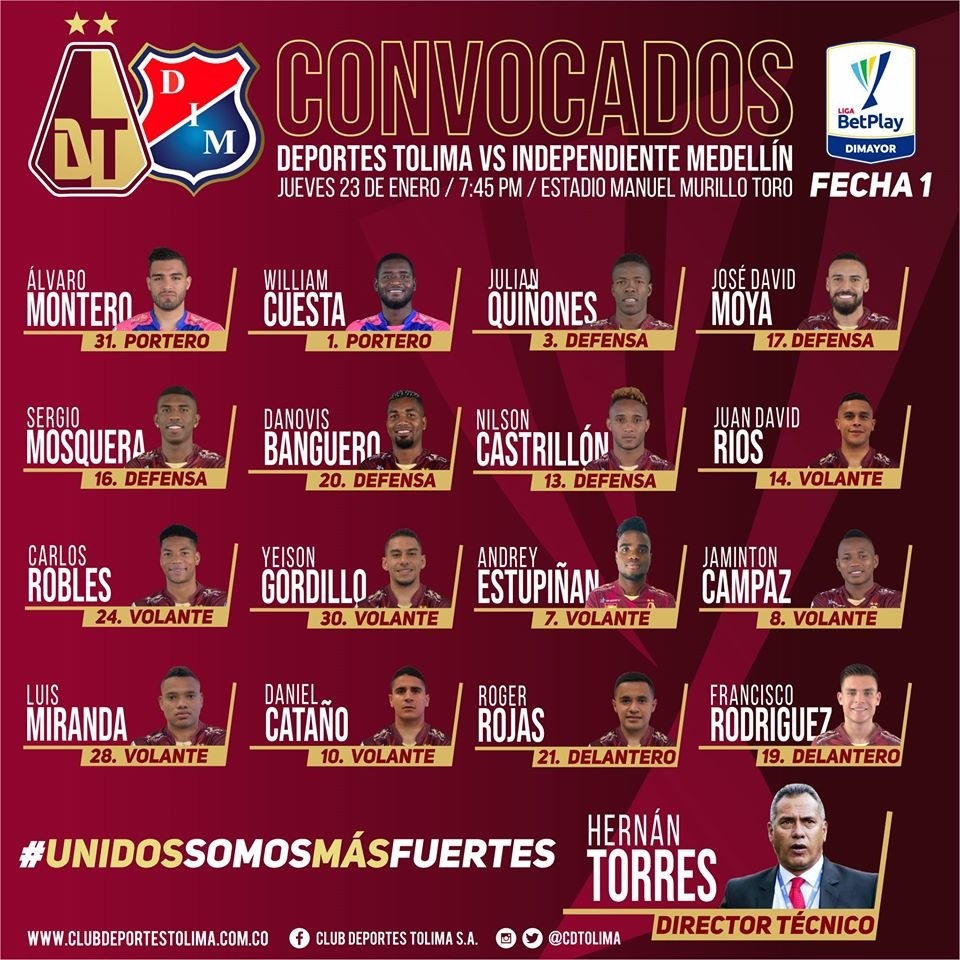 DT
D
I
M
CONVOCADOS
DEPORTES TOLIMA VS INDEPENDIENTE MEDELLÍN
JUEVES 23 DE ENERO / 7:45 PM / ESTADIO MANUEL MURILLO TORO
LIGA
BetPlay
DIMAYOR
FECHA 1
ÁLVARO
MONTERO
31. PORTERO
WILLIAM
CUESTA
1. PORTERO
JULIAN
QUIÑONES
3. DEFENSA
JOSÉ DAVID
MOYA
17. DEFENSA
SERGIO
MOSQUERA
16. DEFENSA
DANOVIS
BANGUERO
20. DEFENSA
NILSON
CASTRILLÓN
13. DEFENSA
JUAN DAVID
RIOS
14. VOLANTE
CARLOS
ROBLES
24. VOLANTE
YEISON
GORDILLO
30. VOLANTE
ANDREY
ESTUPIÑAN
7. VOLANTE
JAMINTON
CAMPAZ
8. VOLANTE
LUIS
MIRANDA
28. VOLANTE
DANIEL
CATAÑO
10. VOLANTE
ROGER
ROJAS
21. DELANTERO
FRANCISCO
RODRIGUEZ
19. DELANTERO
#UNIDOSSOMOSMÁSFUERTES
HERNÁN
TORRES
DIRECTOR TÉCNICO
WWW.CLUBDEPORTESTOLIMA.COM.CO
CLUB DEPORTES TOLIMA S.A.
@CDTOLIMA